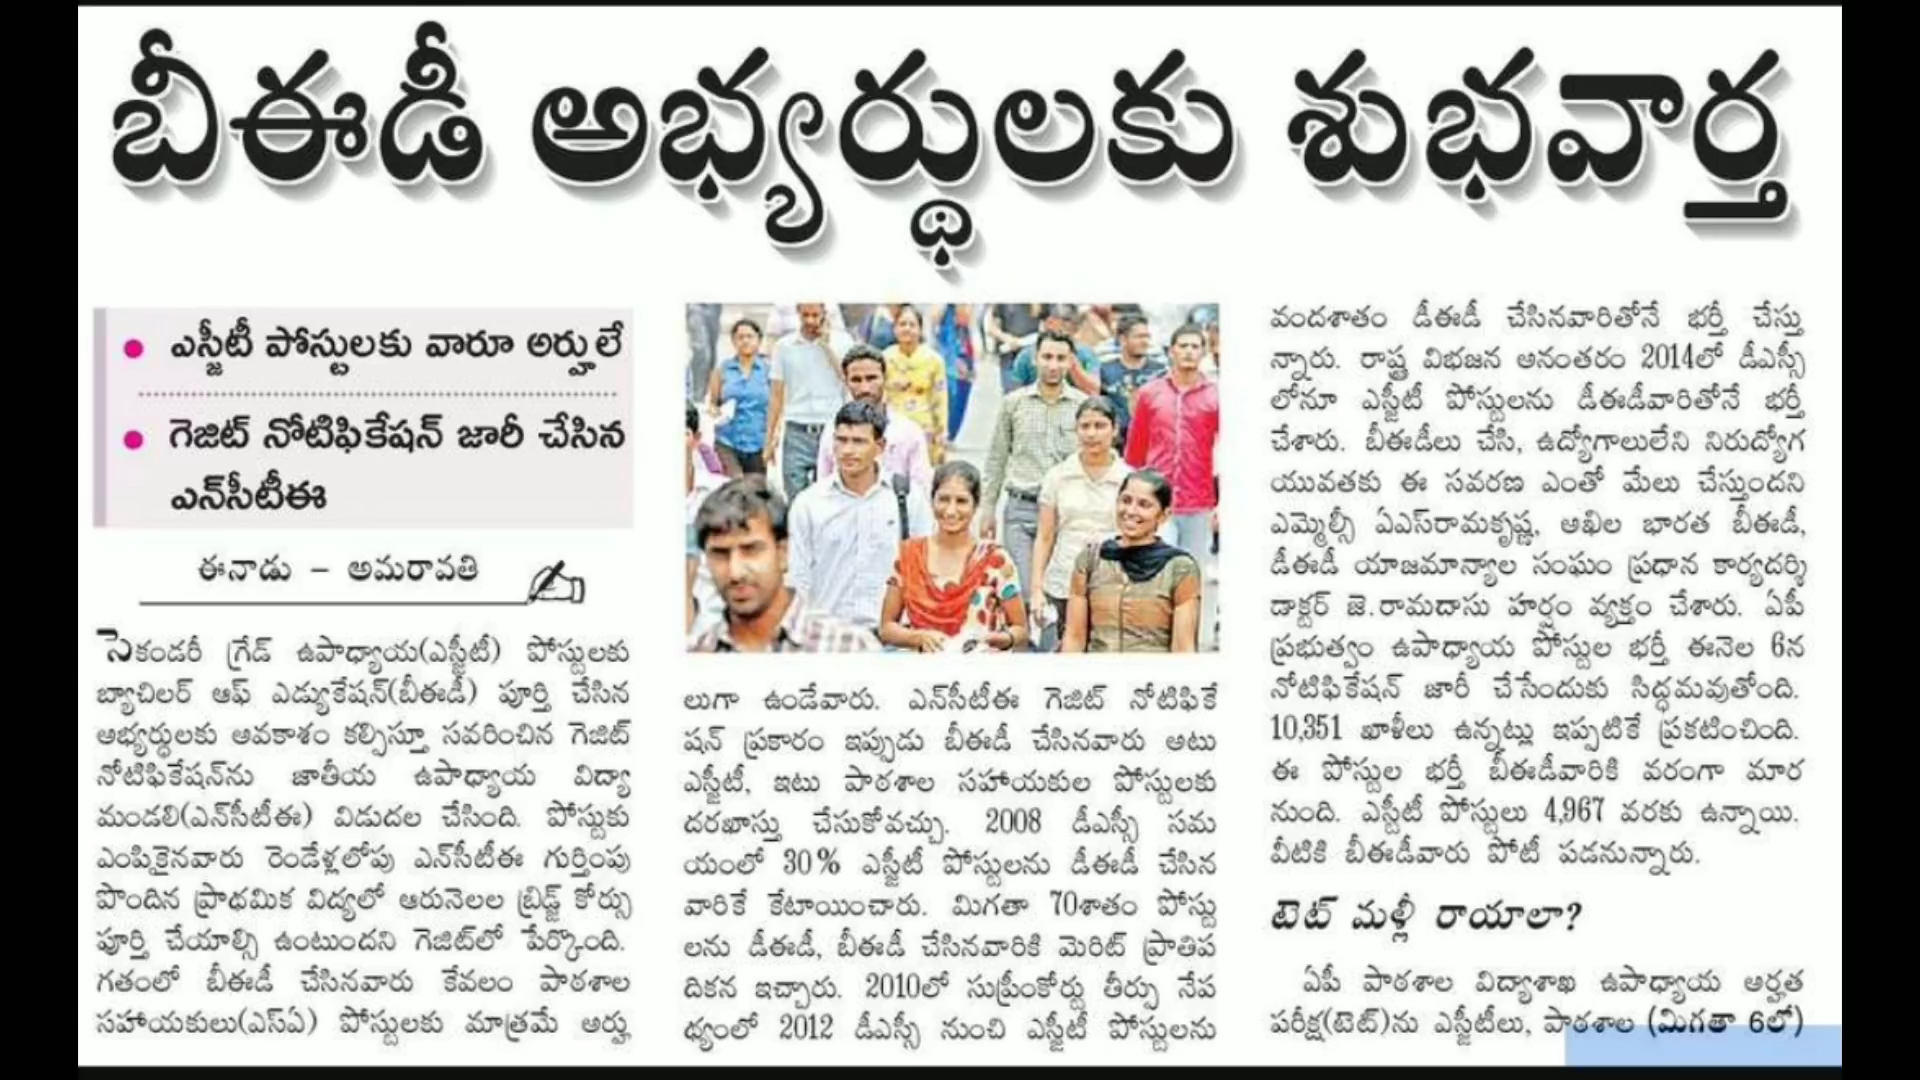 బీఈడీ అభ్యర్థులకు శుభవార్త
• ఎస్జీటీ పోస్టులకు వారూ అర్హులే
• గెజిట్ నోటిఫికేషన్ జారీ చేసిన
ఎన్‌సీటీఈ
ఈనాడు – అమరావతి
సెకండరీ గ్రేడ్ ఉపాధ్యాయ(ఎస్జీటీ) పోస్టులకు
బ్యాచిలర్ ఆఫ్ ఎడ్యుకేషన్(బీఈడీ) పూర్తి చేసిన
అభ్యర్థులకు అవకాశం కల్పిస్తూ సవరించిన గెజిట్
నోటిఫికేషన్‌ను జాతీయ ఉపాధ్యాయ విద్యా
మండలి(ఎన్‌సీటీఈ) విడుదల చేసింది. పోస్టుకు
ఎంపికైనవారు రెండేళ్లలోపు ఎన్‌సీటీఈ గుర్తింపు
పొందిన ప్రాథమిక విద్యలో ఆరునెలల బ్రిడ్జ్ కోర్సు
పూర్తి చేయాల్సి ఉంటుందని గెజిట్‌లో పేర్కొంది.
గతంలో బీఈడీ చేసినవారు కేవలం పాఠశాల
సహాయకులు(ఎస్ఏ) పోస్టులకు మాత్రమే అర్హు
లుగా ఉండేవారు. ఎన్‌సీటీఈ గెజిట్ నోటిఫికే
షన్ ప్రకారం ఇప్పుడు బీఈడీ చేసినవారు అటు
ఎస్జీటీ, ఇటు పాఠశాల సహాయకుల పోస్టులకు
దరఖాస్తు చేసుకోవచ్చు. 2008 డీఎస్సీ సమ
యంలో 30% ఎస్జీటీ పోస్టులను డీఈడీ చేసిన
వారికే కేటాయించారు. మిగతా 70శాతం పోస్టు
లను డీఈడీ, బీఈడీ చేసినవారికి మెరిట్ ప్రాతిప
దికన ఇచ్చారు. 2010లో సుప్రీంకోర్టు తీర్పు నేప
థ్యంలో 2012 డీఎస్సీ నుంచి ఎస్జీటీ పోస్టులను
వందశాతం డీఈడీ చేసినవారితోనే భర్తీ చేస్తు
న్నారు. రాష్ట్ర విభజన అనంతరం 2014లో డీఎస్సీ
లోనూ ఎస్జీటీ పోస్టులను డీఈడీవారితోనే భర్తీ
చేశారు. బీఈడీలు చేసి, ఉద్యోగాలులేని నిరుద్యోగ
యువతకు ఈ సవరణ ఎంతో మేలు చేస్తుందని
ఎమ్మెల్సీ ఏఎస్‌రామకృష్ణ, అఖిల భారత బీఈడీ,
డీఈడీ యాజమాన్యాల సంఘం ప్రధాన కార్యదర్శి
డాక్టర్ జె.రామదాసు హర్షం వ్యక్తం చేశారు. ఏపీ
ప్రభుత్వం ఉపాధ్యాయ పోస్టుల భర్తీ ఈనెల 6న
నోటిఫికేషన్ జారీ చేసేందుకు సిద్ధమవుతోంది.
10,351 ఖాళీలు ఉన్నట్లు ఇప్పటికే ప్రకటించింది.
ఈ పోస్టుల భర్తీ బీఈడీవారికి వరంగా మార
నుంది. ఎస్జీటీ పోస్టులు 4,967 వరకు ఉన్నాయి.
వీటికి బీఈడీవారు పోటీ పడనున్నారు.
టెట్ మళ్లీ రాయాలా?
ఏపీ పాఠశాల విద్యాశాఖ ఉపాధ్యాయ అర్హత
పరీక్ష(టెట్)ను ఎస్జీటీలు, పాఠశాల (మిగతా 6లో)